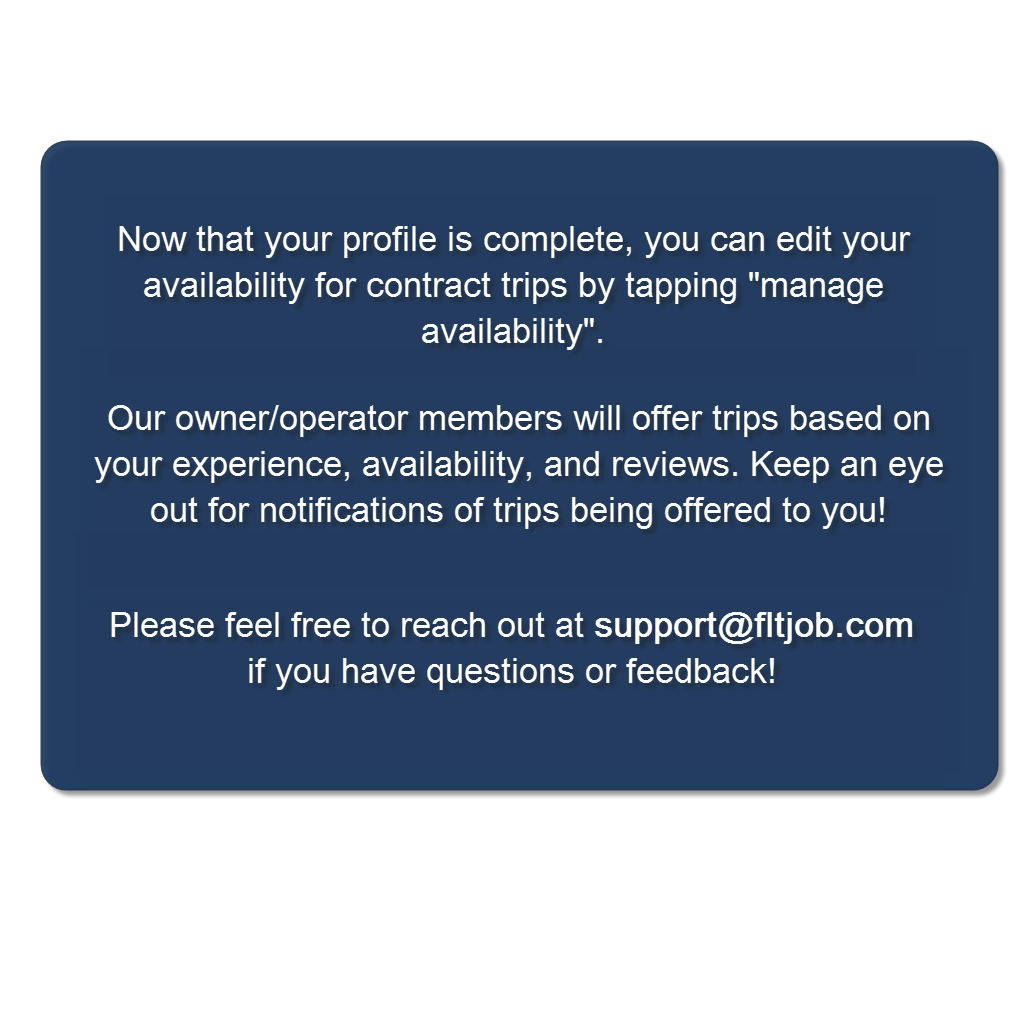 Now that your profile is complete, you can edit your
availability for contract trips by tapping "manage
availability".
Our owner/operator members will offer trips based on
your experience, availability, and reviews. Keep an eye
out for notifications of trips being offered to you!
Please feel free to reach out at support@fltjob.com
if you have questions or feedback!